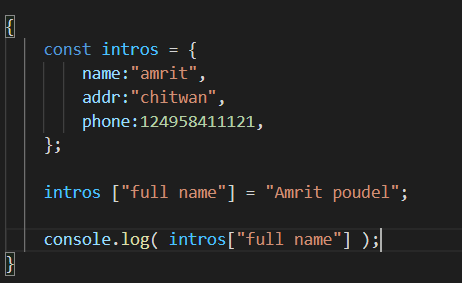 {
const intros = {
name:"amrit",
addr:"chitwan",
phone:124958411121,
};
intros ["full name"] = "Amrit poudel";
console.log( intros["full name"] );
}